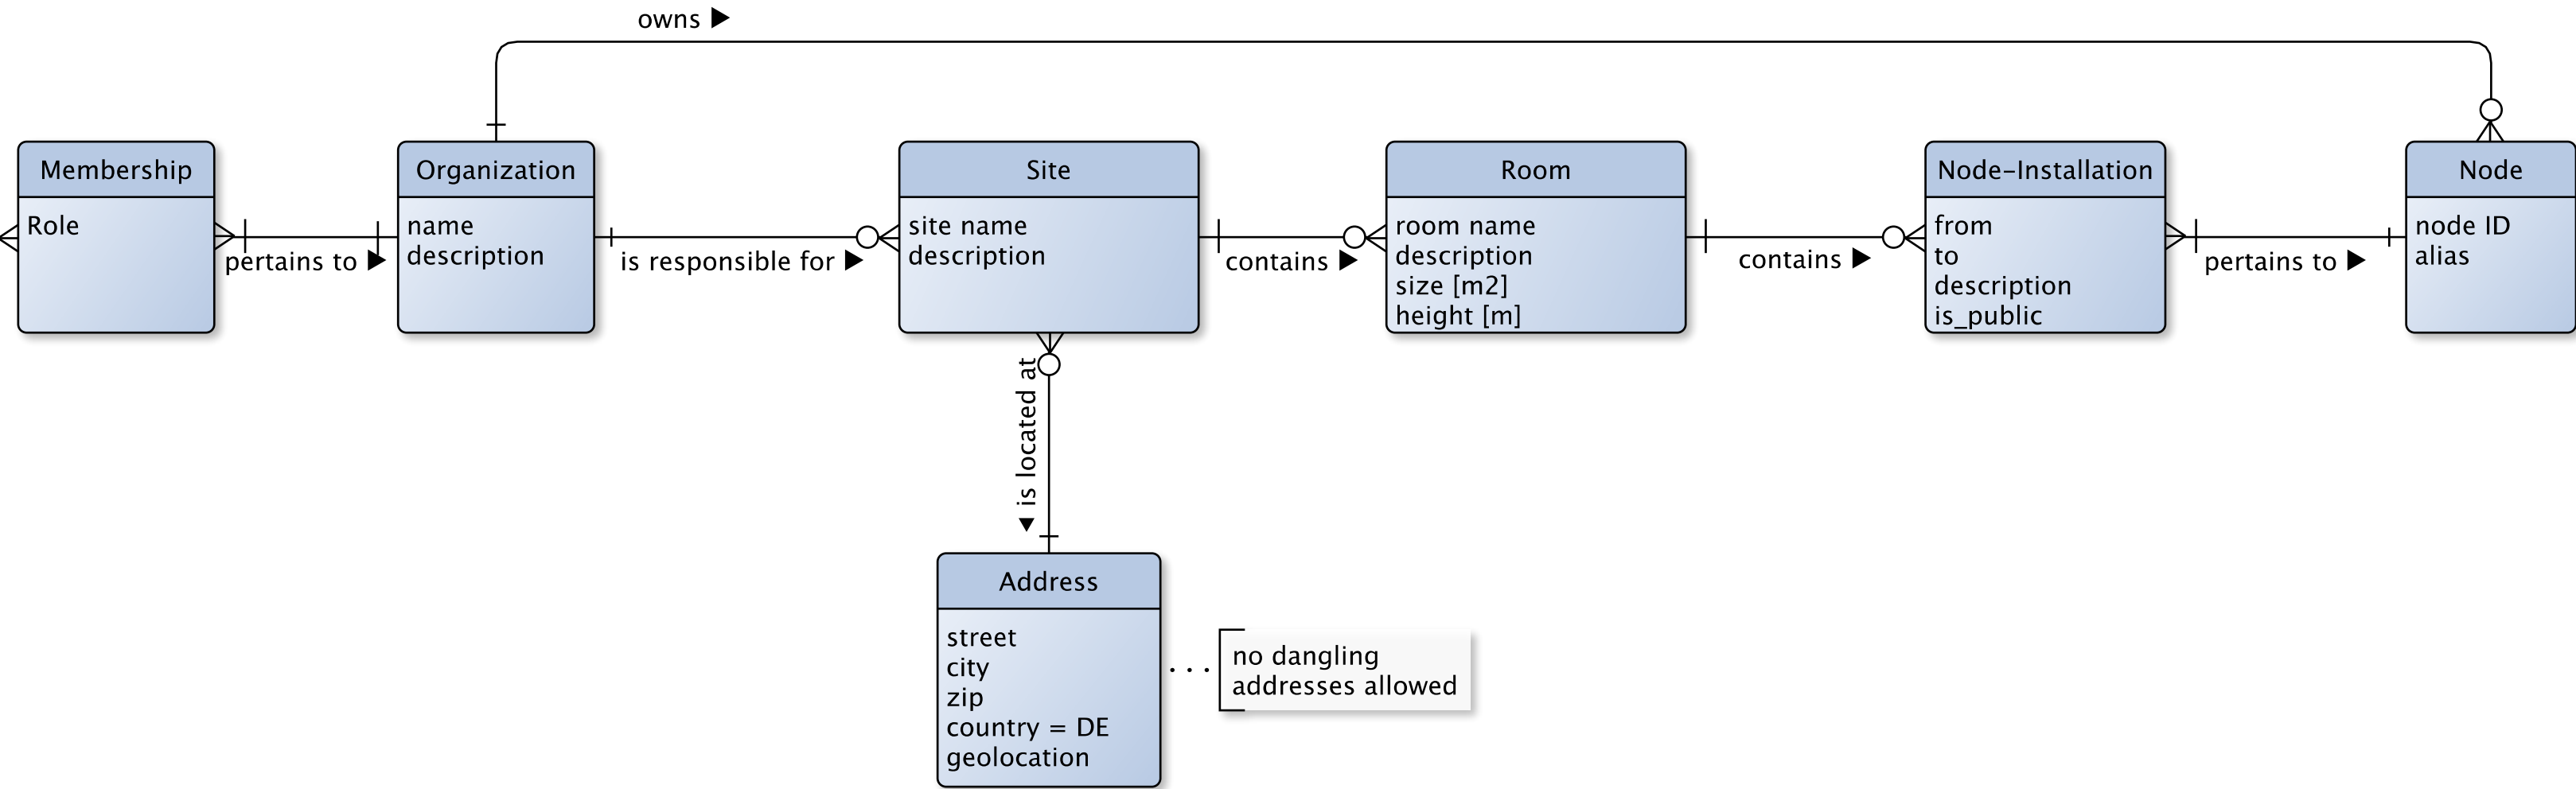 owns ▶
Membership
Role
pertains to ▶
Organization
name
description
is responsible for ▶
Site
site name
description
contains ▶
Room
room name
description
size [m2]
height [m]
contains ▶
Node-Installation
from
to
description
is_public
pertains to ▶
Node
node ID
alias
◀ is located at
Address
street
city
zip
country = DE
geolocation
no dangling
addresses allowed